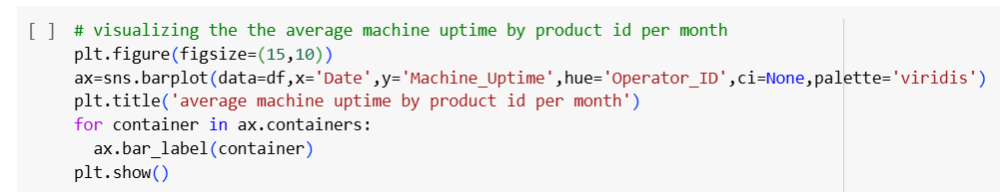 [ ] # visualizing the the average machine uptime by product id per month
plt.figure(figsize=(15,10))
ax=sns.barplot(data=df,x='Date',y='Machine_Uptime',hue='Operator_ID',ci=None,palette='viridis')
plt.title('average machine uptime by product id per month')
for container in ax.containers:
  ax.bar_label(container)
plt.show()